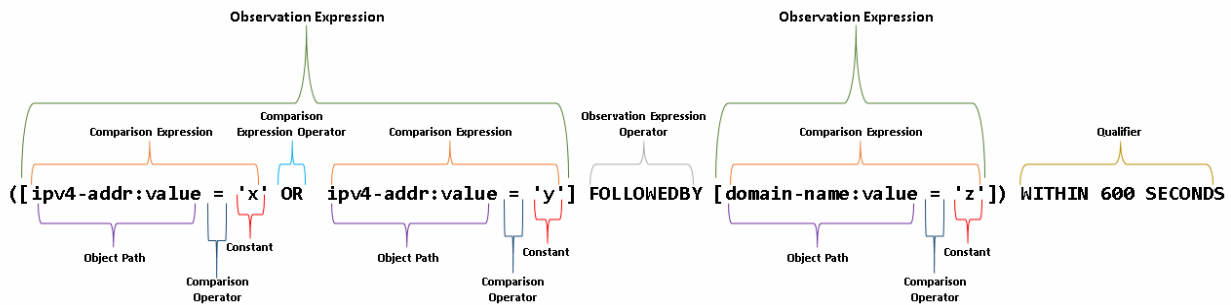 Observation Expression
Observation Expression
Comparison
Expression Operator
Observation Expression
Operator
Comparison Expression
Comparison Expression
Comparison Expression
Qualifier
([ipv4-addr:value = 'x' OR ipv4-addr:value = 'y'] FOLLOWEDBY [domain-name:value = 'z']) WITHIN 600 SECONDS
Constant
Constant
Constant
Object Path
Object Path
Object Path
Comparison
Operator
Comparison
Operator
Comparison
Operator